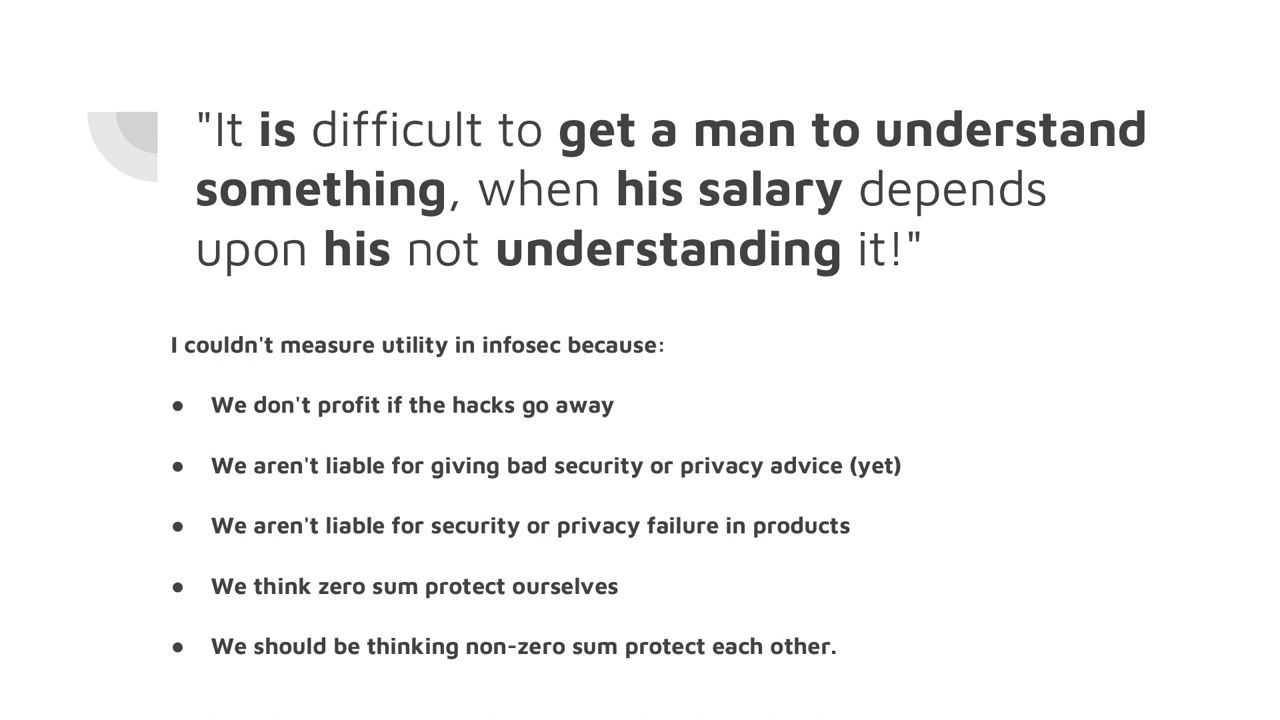 "It is difficult to get a man to understand
something, when his salary depends
upon his not understanding it!"
I couldn't measure utility in infosec because:
● We don't profit if the hacks go away
● We aren't liable for giving bad security or privacy advice (yet)
● We aren't liable for security or privacy failure in products
● We think zero sum protect ourselves
● We should be thinking non-zero sum protect each other.